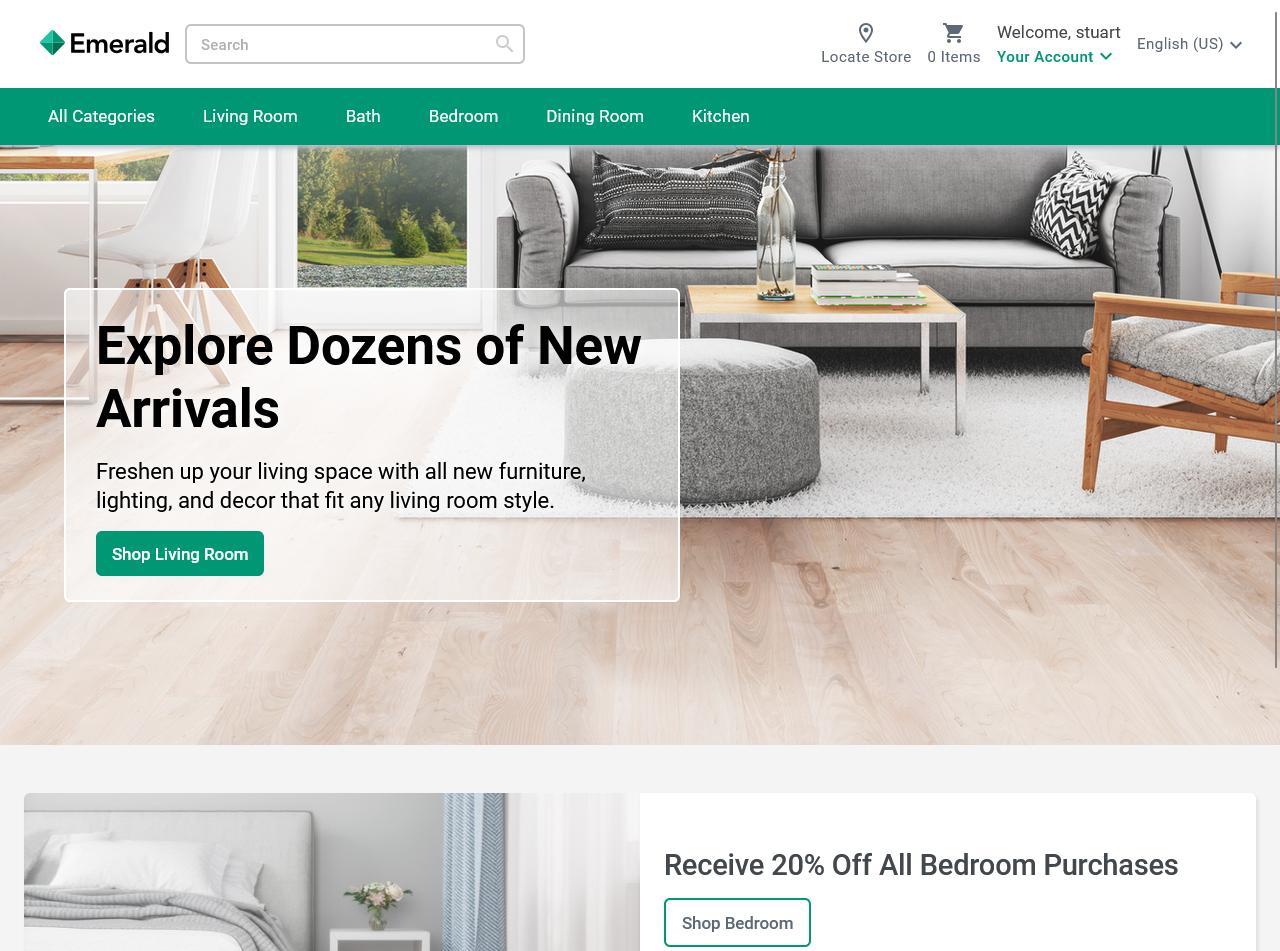 Emerald
Search
Locate Store
0 Items
Welcome, stuart
Your Account
English (US)
All Categories
Living Room
Bath
Bedroom
Dining Room
Kitchen
Explore Dozens of New
Arrivals
Freshen up your living space with all new furniture,
lighting, and decor that fit any living room style.
Shop Living Room
Receive 20% Off All Bedroom Purchases
Shop Bedroom